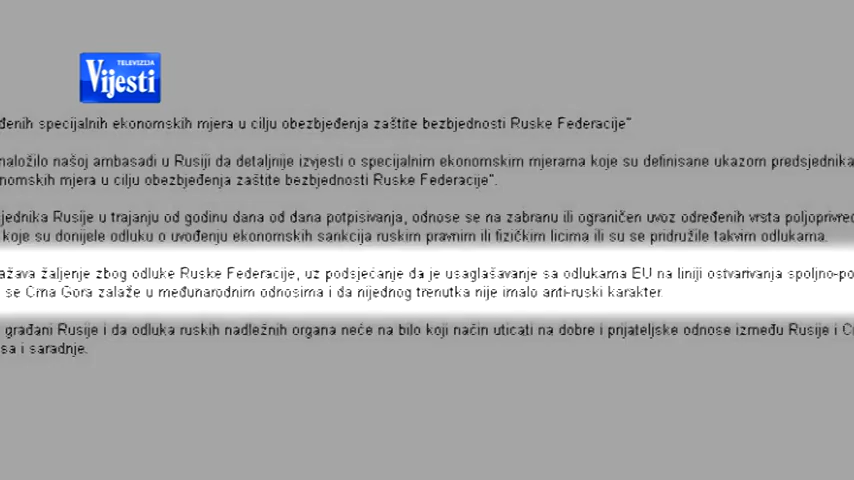 TELEVIZIJA
Vijesti
đenih specijalnih ekonomskih mjera u cilju obezbjeđenja zaštite bezbjednosti Ruske Federacije"
naložilo našoj ambasadi u Rusiji da detaljnije izvjesti o specijalnim ekonomskim mjerama koje su definisane ukazom predsjednika
nomskih mjera u cilju obezbjeđenja zaštite bezbjednosti Ruske Federacije".
jednika Rusije u trajanju od godinu dana od dana potpisivanja, odnose se na zabranu ili ograničen uvoz određenih vrsta poljoprivred
koje su donijele odluku o uvođenju ekonomskih sankcija ruskim pravnim ili fizičkim licima ili su se pridružile takvim odlukama.
ažava žaljenje zbog odluke Ruske Federacije, uz podsjećanje da je usaglašavanje sa odlukama EU na liniji ostvarivanja spoljno-po
se Crna Gora zalaže u međunarodnim odnosima i da nijednog trenutka nije imalo anti-ruski karakter.
građani Rusije i da odluka ruskih nadležnih organa neće na bilo koji način uticati na dobre i prijateljske odnose između Rusije i C
sa i saradnje.